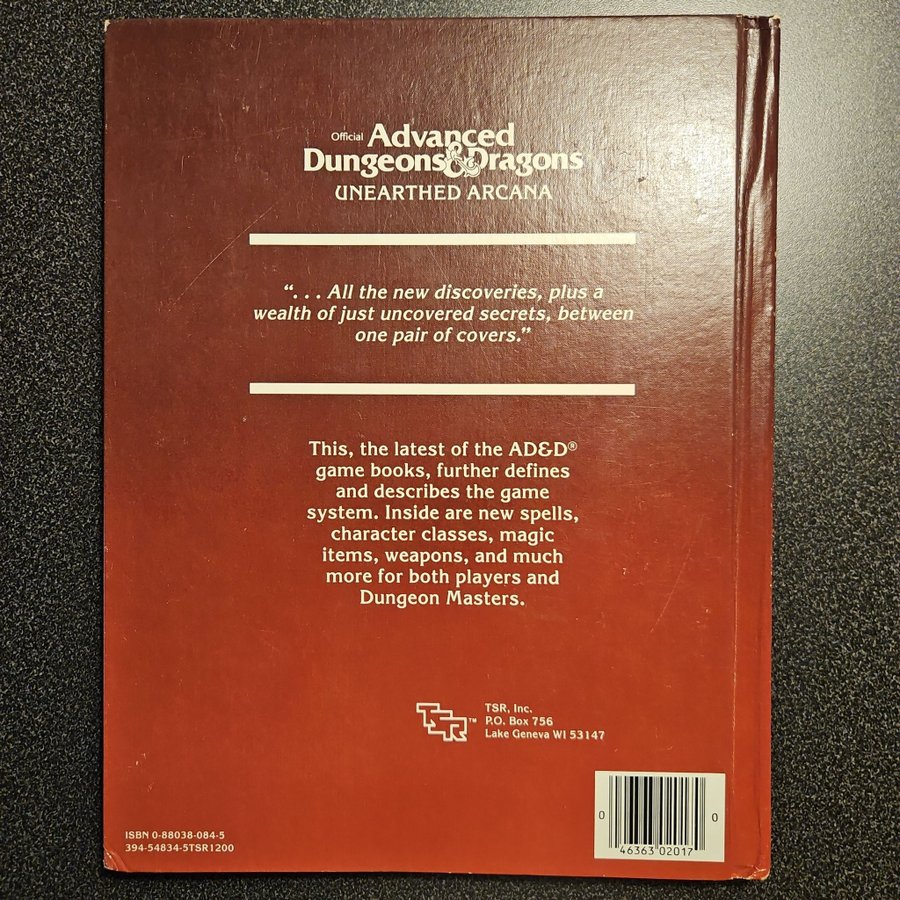 Official Advanced
Dungeons & Dragons
UNEARTHED ARCANA
“. . . All the new discoveries, plus a
wealth of just uncovered secrets, between
one pair of covers.”
This, the latest of the AD&D®
game books, further defines
and describes the game
system. Inside are new spells,
character classes, magic
items, weapons, and much
more for both players and
Dungeon Masters.
TSR™
TSR, Inc.
P.O. Box 756
Lake Geneva WI 53147
ISBN 0-88038-084-5
394-54834-5TSR1200
0 46363 02017 0